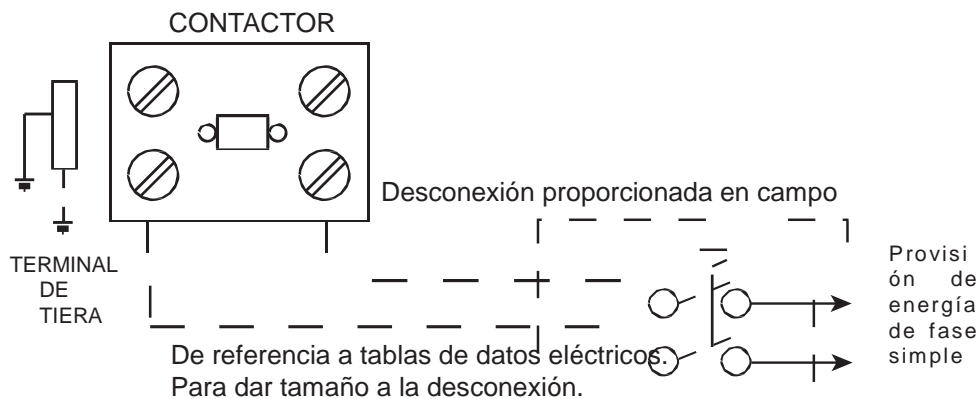 CONTACTOR
Desconexión proporcionada en campo
TERMINAL
DE
TIERA
Provisi
ón de
energía
de fase
simple
De referencia a tablas de datos eléctricos.
Para dar tamaño a la desconexión.